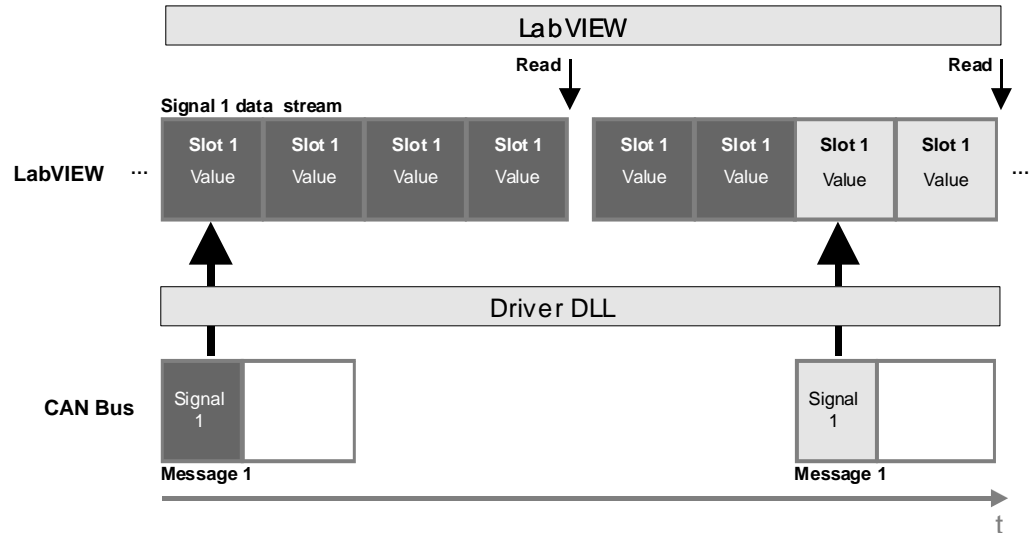 LabVIEW
Read
Read
Signal 1 data stream
LabVIEW
...
Slot 1
Value
Slot 1
Value
Slot 1
Value
Slot 1
Value
Slot 1
Value
Slot 1
Value
Slot 1
Value
Slot 1
Value
...
Driver DLL
CAN Bus
Signal
1
Signal
1
Message 1
Message 1
t